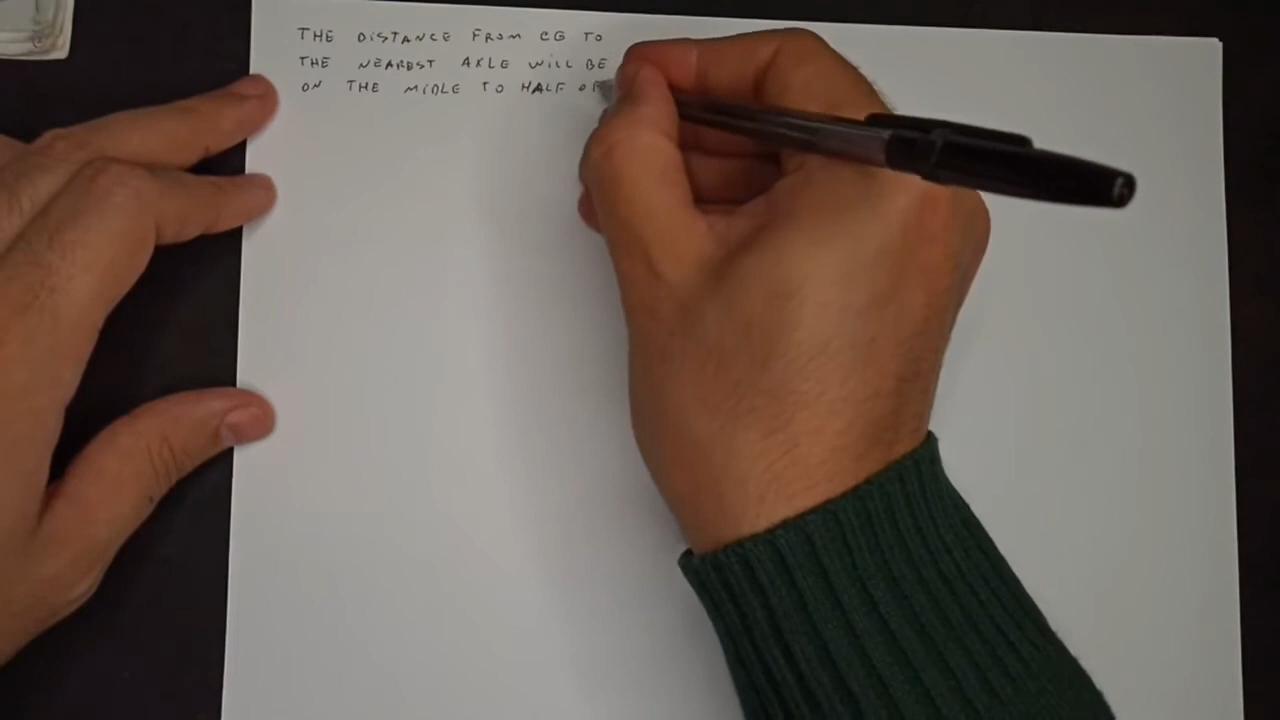 THE DISTANCE FROM CG TO
THE NEAREST AXLE WILL BE
ON THE MIDLE TO HALF OF